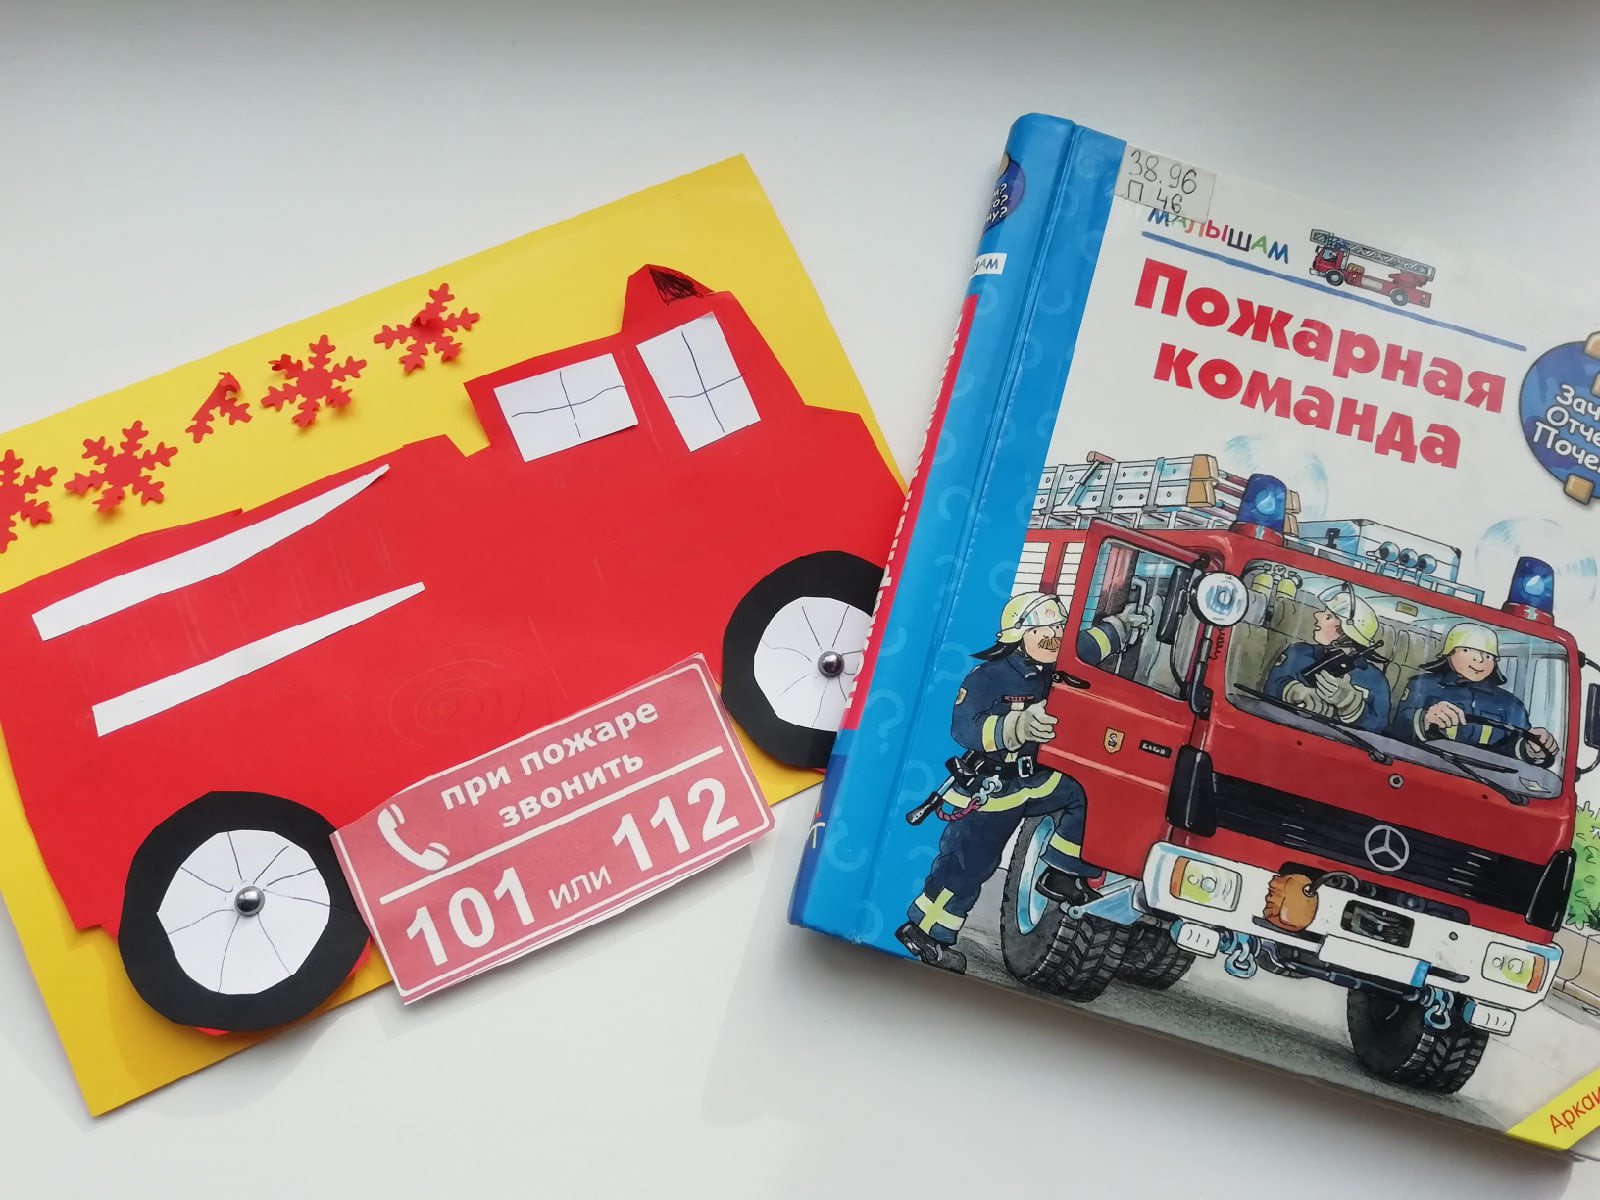 при пожаре
звонить
101 или 112
38.96
П 46
МАЛЫШАМ
Пожарная
команда